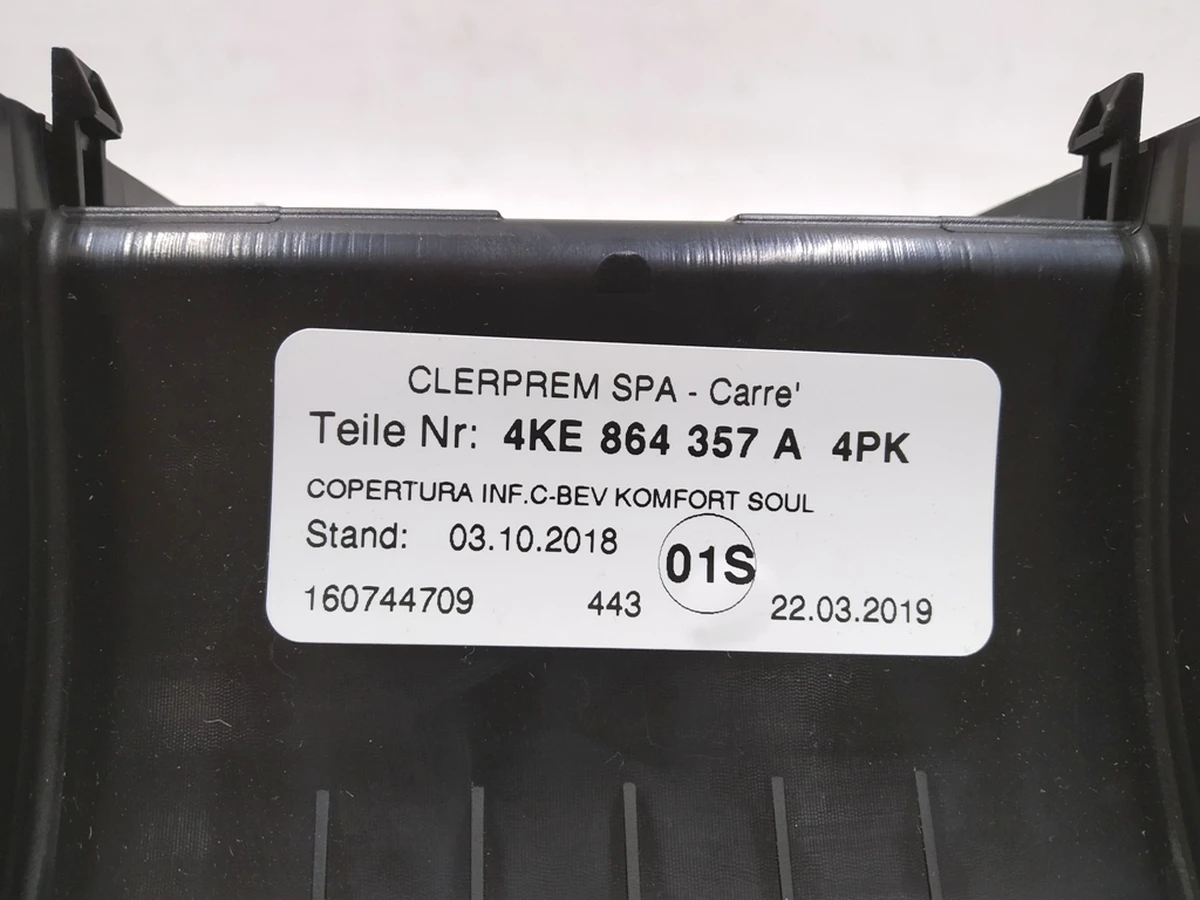 CLERPREM SPA - Carre'
Teile Nr: 4KE 864 357 A 4PK
COPERTURA INF.C-BEV KOMFORT SOUL
Stand: 03.10.2018
01S
160744709 443 22.03.2019